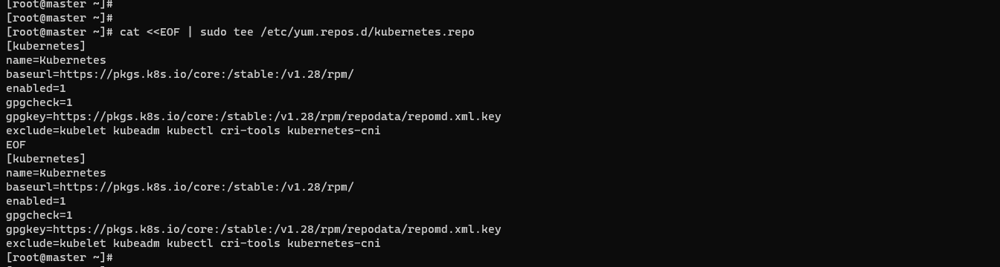 [root@master ~]#
[root@master ~]#
[root@master ~]# cat <<EOF | sudo tee /etc/yum.repos.d/kubernetes.repo
[kubernetes]
name=Kubernetes
baseurl=https://pkgs.k8s.io/core:/stable:/v1.28/rpm/
enabled=1
gpgcheck=1
gpgkey=https://pkgs.k8s.io/core:/stable:/v1.28/rpm/repodata/repomd.xml.key
exclude=kubelet kubeadm kubectl cri-tools kubernetes-cni
EOF
[kubernetes]
name=Kubernetes
baseurl=https://pkgs.k8s.io/core:/stable:/v1.28/rpm/
enabled=1
gpgcheck=1
gpgkey=https://pkgs.k8s.io/core:/stable:/v1.28/rpm/repodata/repomd.xml.key
exclude=kubelet kubeadm kubectl cri-tools kubernetes-cni
[root@master ~]#